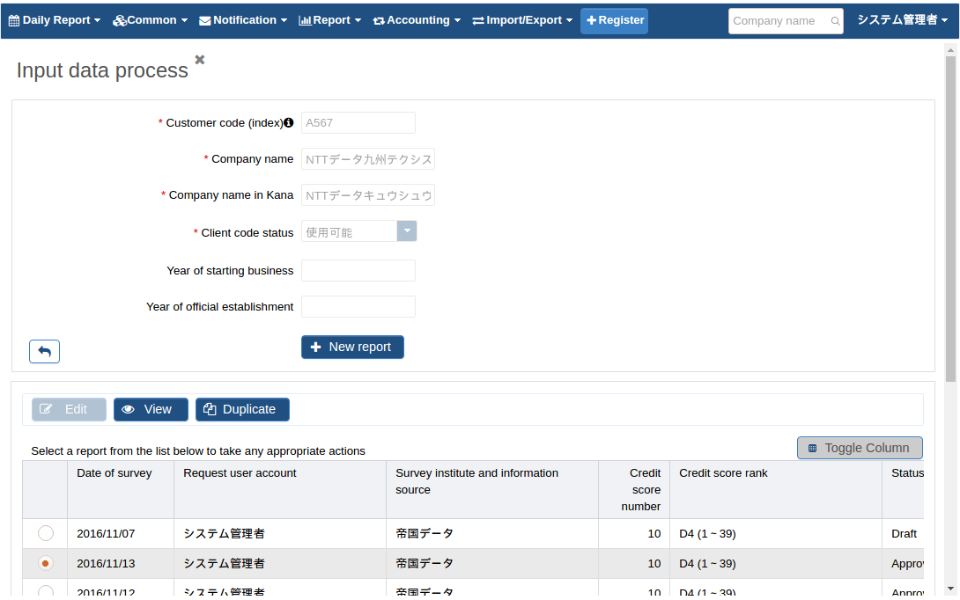 Daily Report Common Notification Report Accounting Import/Export Register Company name システム管理者
Input data process
* Customer code (index) A567
* Company name NTTデータ九州テクシス
* Company name in Kana NTTデータキュウシュウ
* Client code status 使用可能
Year of starting business
Year of official establishment
New report
Edit View Duplicate
Select a report from the list below to take any appropriate actions Toggle Column
Date of survey Request user account Survey institute and information source Credit score number Credit score rank Status
2016/11/07 システム管理者 帝国データ 10 D4 (1 ~ 39) Draft
2016/11/13 システム管理者 帝国データ 10 D4 (1 ~ 39) Approv
2016/11/12 システム管理者 帝国データ 10 D4 (1 ~ 39) Approv